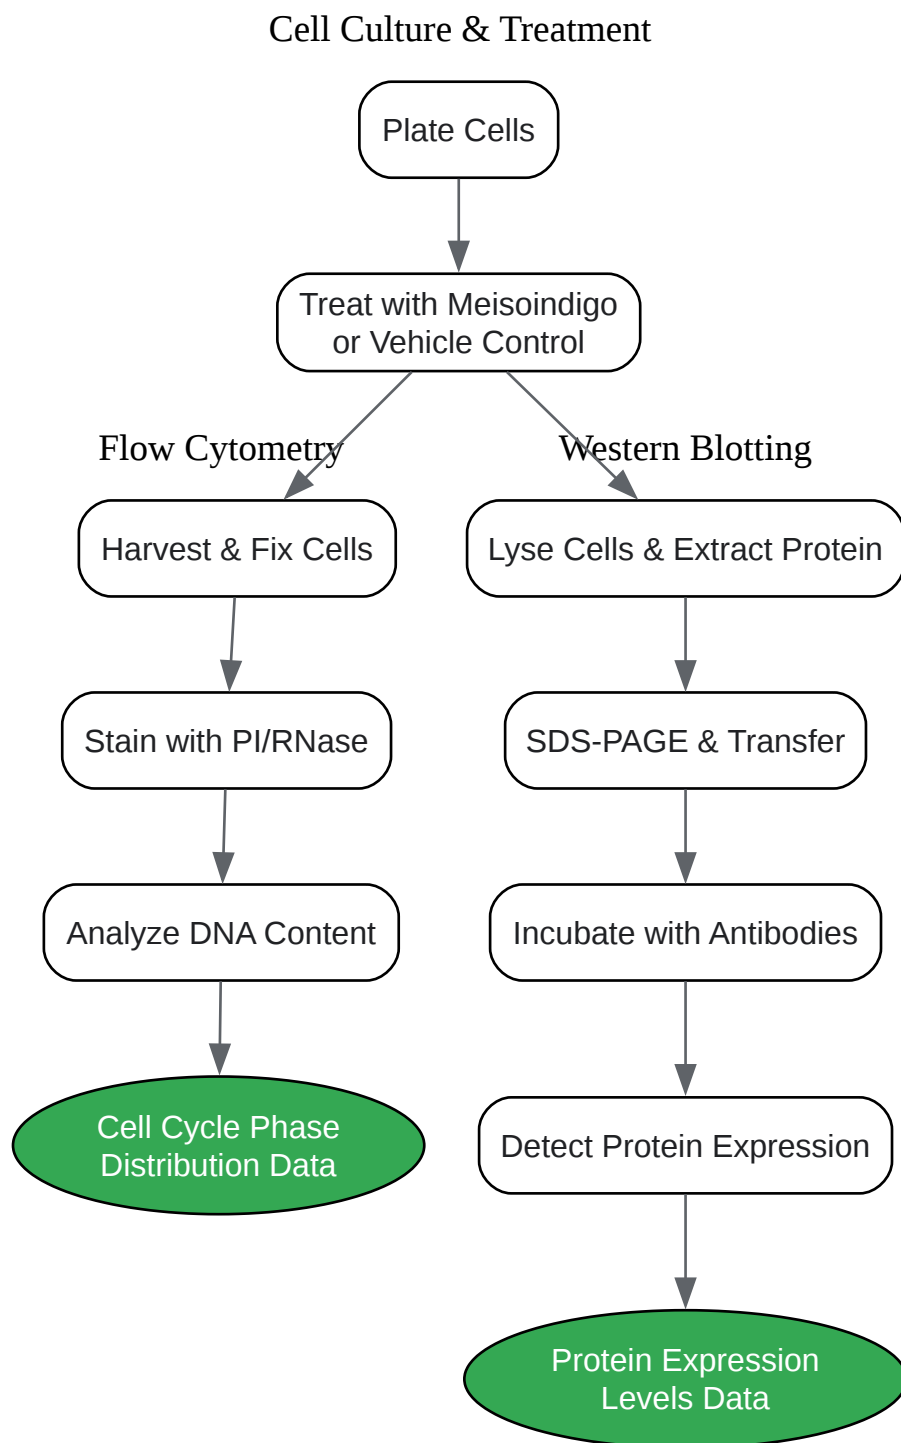 Cell Culture & Treatment
Plate Cells
Treat with Meisoindigo
or Vehicle Control
Flow Cytometry
Harvest & Fix Cells
Stain with PI/RNase
Analyze DNA Content
Cell Cycle Phase
Distribution Data
Western Blotting
Lyse Cells & Extract Protein
SDS-PAGE & Transfer
Incubate with Antibodies
Detect Protein Expression
Protein Expression
Levels Data